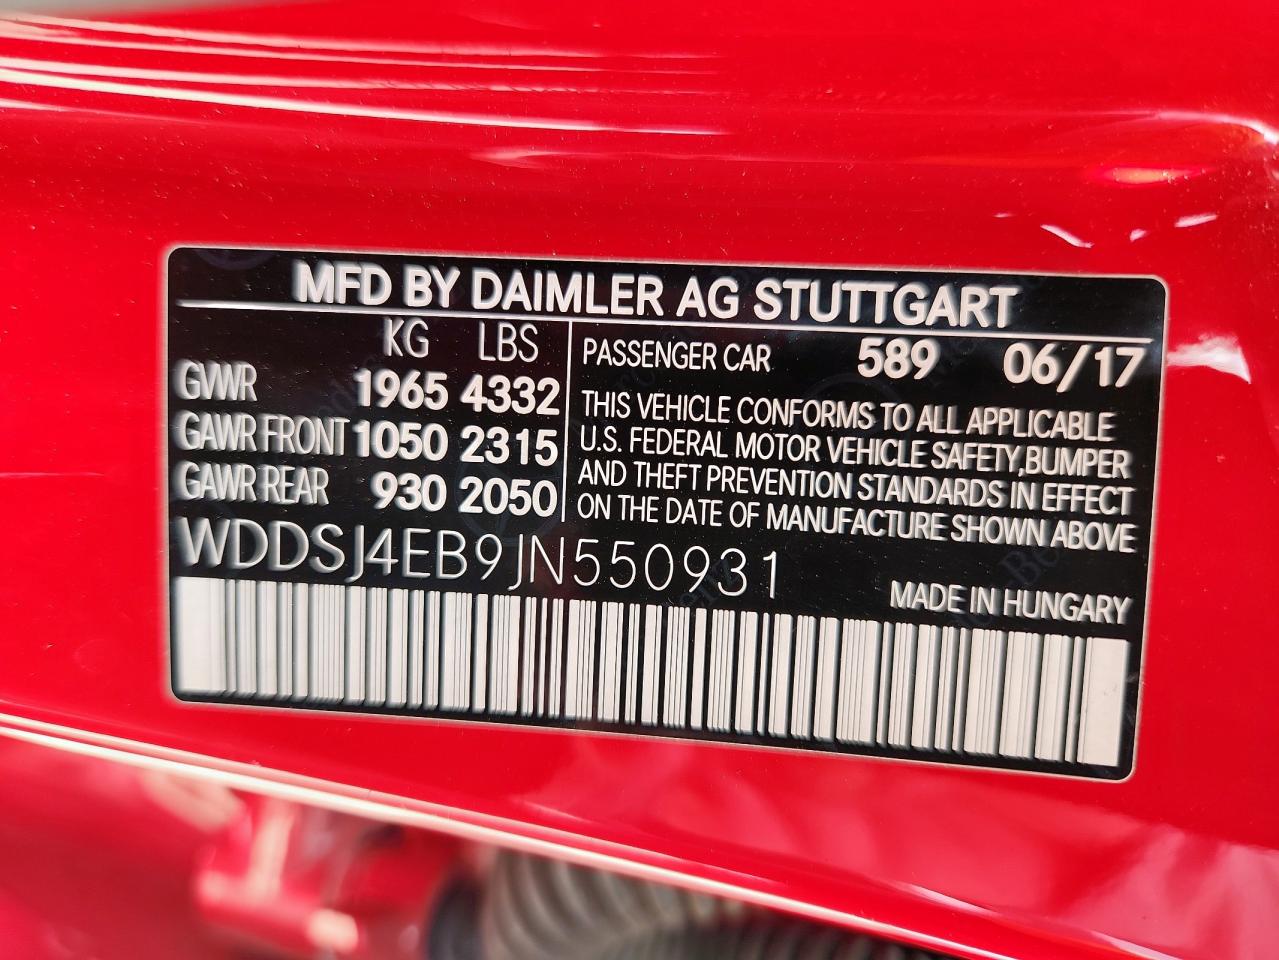 MFD BY DAIMLER AG STUTTGART
KG LBS
GVWR 1965 4332
GAWR FRONT 1050 2315
GAWR REAR 930 2050
PASSENGER CAR 589 06/17
THIS VEHICLE CONFORMS TO ALL APPLICABLE
U.S. FEDERAL MOTOR VEHICLE SAFETY,BUMPER
AND THEFT PREVENTION STANDARDS IN EFFECT
ON THE DATE OF MANUFACTURE SHOWN ABOVE
WDDSJ4EB9JN550931
MADE IN HUNGARY